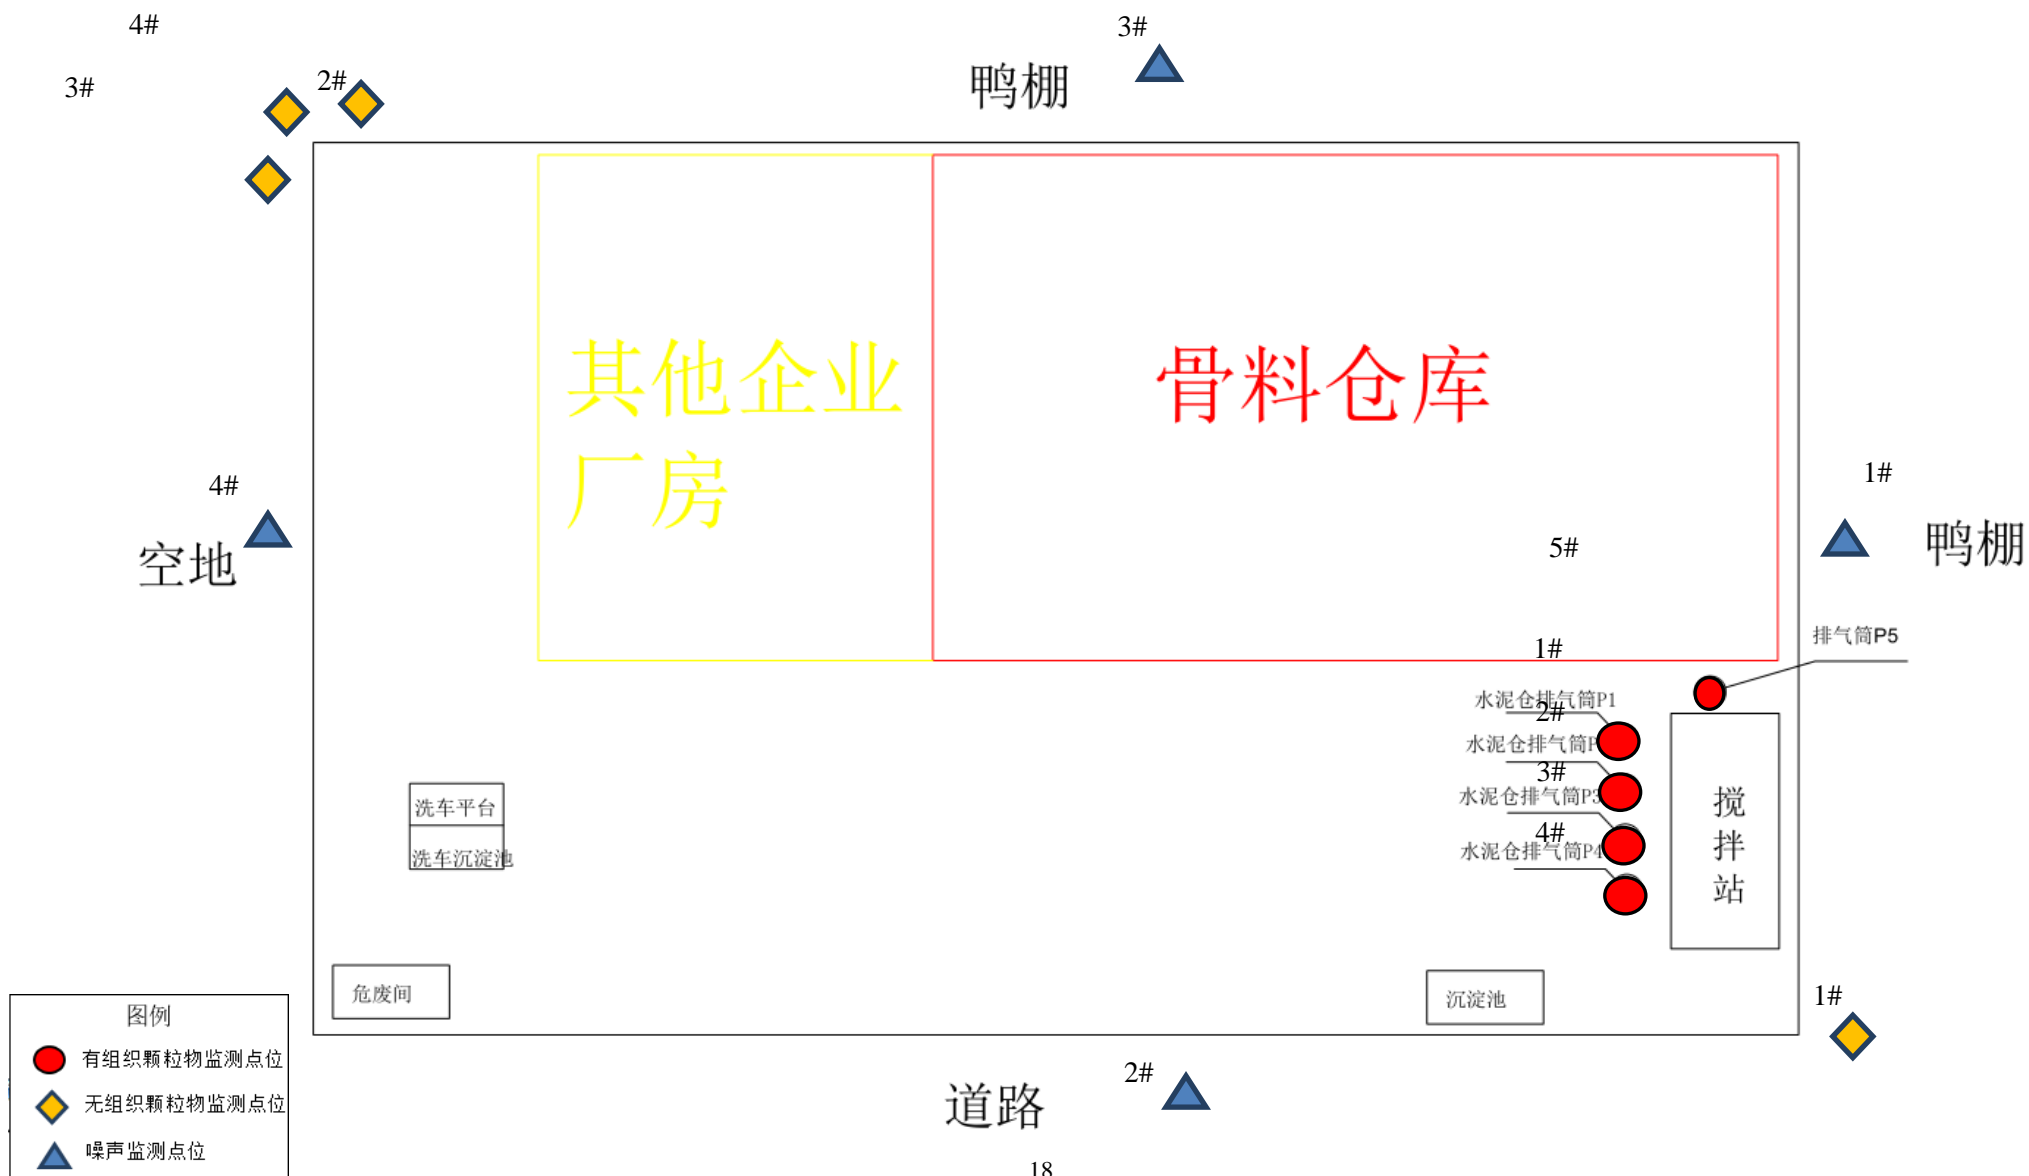 4#
3#
3#
2#
鸭棚
其他企业
厂房
骨料仓库
4#
空地
1#
鸭棚
5#
1#
排气筒P5
水泥仓排气筒P1
2#
水泥仓排气筒P
3#
水泥仓排气筒P3
4#
水泥仓排气筒P4
搅
拌
站
洗车平台
洗车沉淀池
危废间
沉淀池
1#
图例
有组织颗粒物监测点位
无组织颗粒物监测点位
噪声监测点位
道路
2#
18